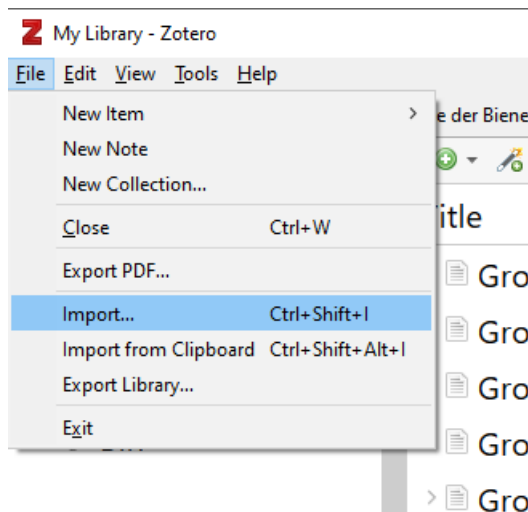 My Library - Zotero
File Edit View Tools Help
New Item
e der Biene
New Note
New Collection...
itle
Close Ctrl+W
Export PDF...
Gro
Import... Ctrl+Shift+I
Gro
Import from Clipboard Ctrl+Shift+Alt+I
Export Library...
Gro
Exit
Gro
Gro